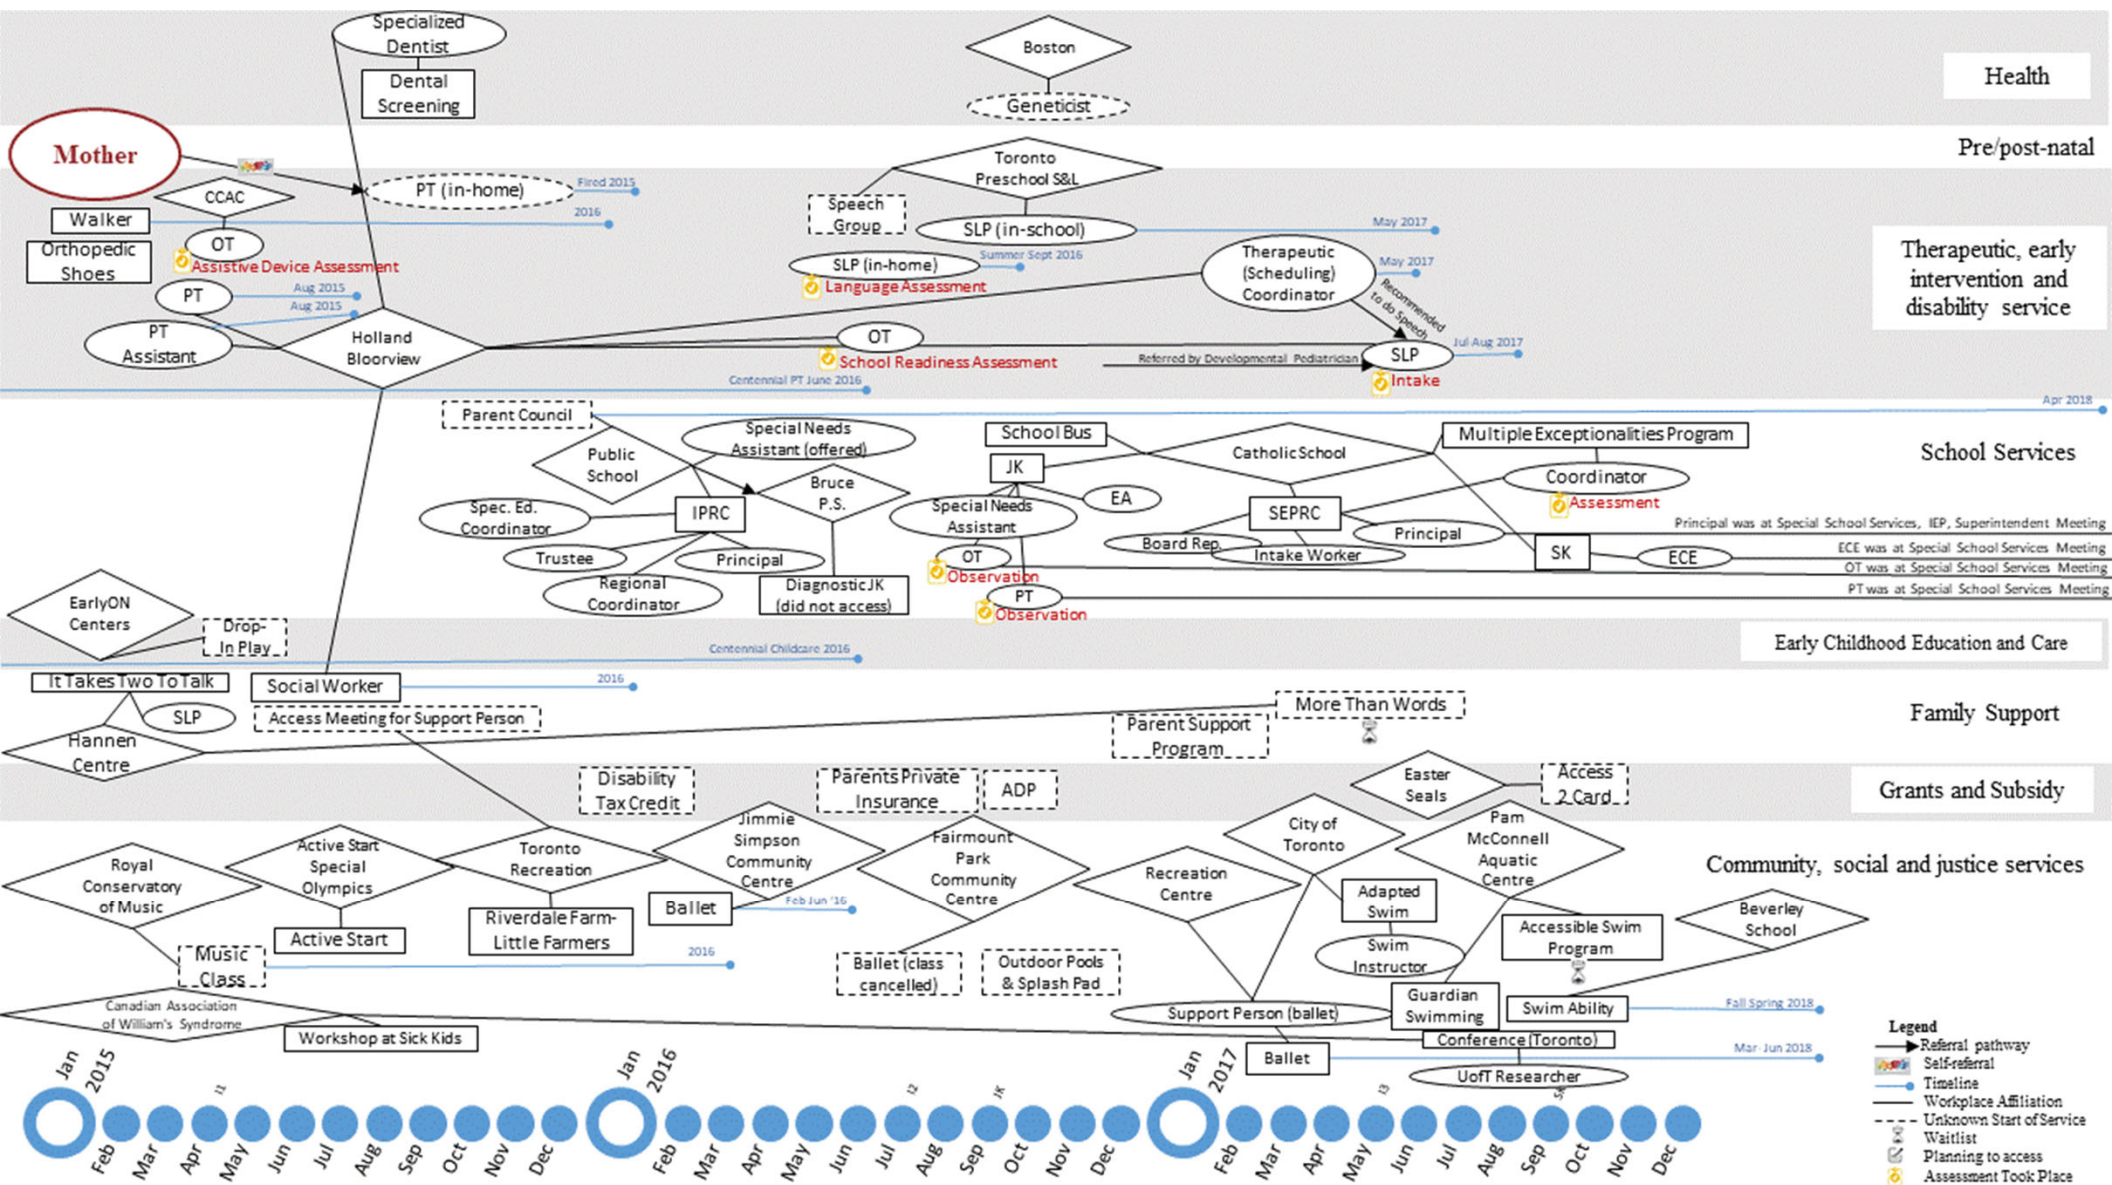 Specialized
Dentist
Dental
Screening
Boston
Geneticist
Health
Mother
Pre/post-natal
PT (in-home)
Fired 2015
CCAC
Walker
2016
OT
Orthopedic
Shoes
Assistive Device Assessment
PT
Aug 2015
Aug 2015
PT
Assistant
Holland
Bloorview
Toronto
Preschool S&L
Speech
Group
SLP (in-school)
May 2017
SLP (in-home)
Summer Sept 2016
Language Assessment
Therapeutic
(Scheduling)
Coordinator
May 2017
Recommended
to do Speech
OT
School Readiness Assessment
Referred by Developmental Pediatrician
SLP
Jul-Aug 2017
Intake
Centennial PT June 2016
Therapeutic, early
intervention and
disability service
Parent Council
Apr 2018
Public
School
Special Needs
Assistant (offered)
Bruce
P.S.
IPRC
Spec. Ed.
Coordinator
Trustee
Principal
Regional
Coordinator
Diagnostic JK
(did not access)
School Bus
JK
Catholic School
Multiple Exceptionalities Program
Coordinator
Assessment
EA
Special Needs
Assistant
SEPRC
Board Rep.
Intake Worker
Principal
OT
Observation
PT
Observation
SK
ECE
School Services
Principal was at Special School Services, IEP, Superintendent Meeting
ECE was at Special School Services Meeting
OT was at Special School Services Meeting
PT was at Special School Services Meeting
EarlyON
Centers
Drop-
In Play
Centennial Childcare 2016
Early Childhood Education and Care
It Takes Two To Talk
SLP
Hannen
Centre
Social Worker
2016
Access Meeting for Support Person
More Than Words
Parent Support
Program
Family Support
Disability
Tax Credit
Parents Private
Insurance
ADP
Easter
Seals
Access
2 Card
Grants and Subsidy
Royal
Conservatory
of Music
Active Start
Special
Olympics
Toronto
Recreation
Jimmie
Simpson
Community
Centre
Fairmount
Park
Community
Centre
Recreation
Centre
City of
Toronto
Pam
McConnell
Aquatic
Centre
Beverley
School
Community, social and justice services
Music
Class
2016
Active Start
Riverdale Farm-
Little Farmers
Ballet
Feb Jun '16
Ballet (class
cancelled)
Outdoor Pools
& Splash Pad
Adapted
Swim
Swim
Instructor
Accessible Swim
Program
Guardian
Swimming
Swim Ability
Fall Spring 2018
Canadian Association
of William's Syndrome
Workshop at Sick Kids
Support Person (ballet)
Ballet
Mar-Jun 2018
Conference (Toronto)
UofT Researcher
Legend
Referral pathway
Self-referral
Timeline
Workplace Affiliation
Unknown Start of Service
Waitlist
Planning to access
Assessment Took Place
Jan
2015
I1
Jan
2016
I2
JK
Jan
2017
I3
Feb
Mar
Apr
May
Jun
Jul
Aug
Sep
Oct
Nov
Dec
Feb
Mar
Apr
May
Jun
Jul
Aug
Sep
Oct
Nov
Dec
Feb
Mar
Apr
May
Jun
Jul
Aug
Sep
Oct
Nov
Dec